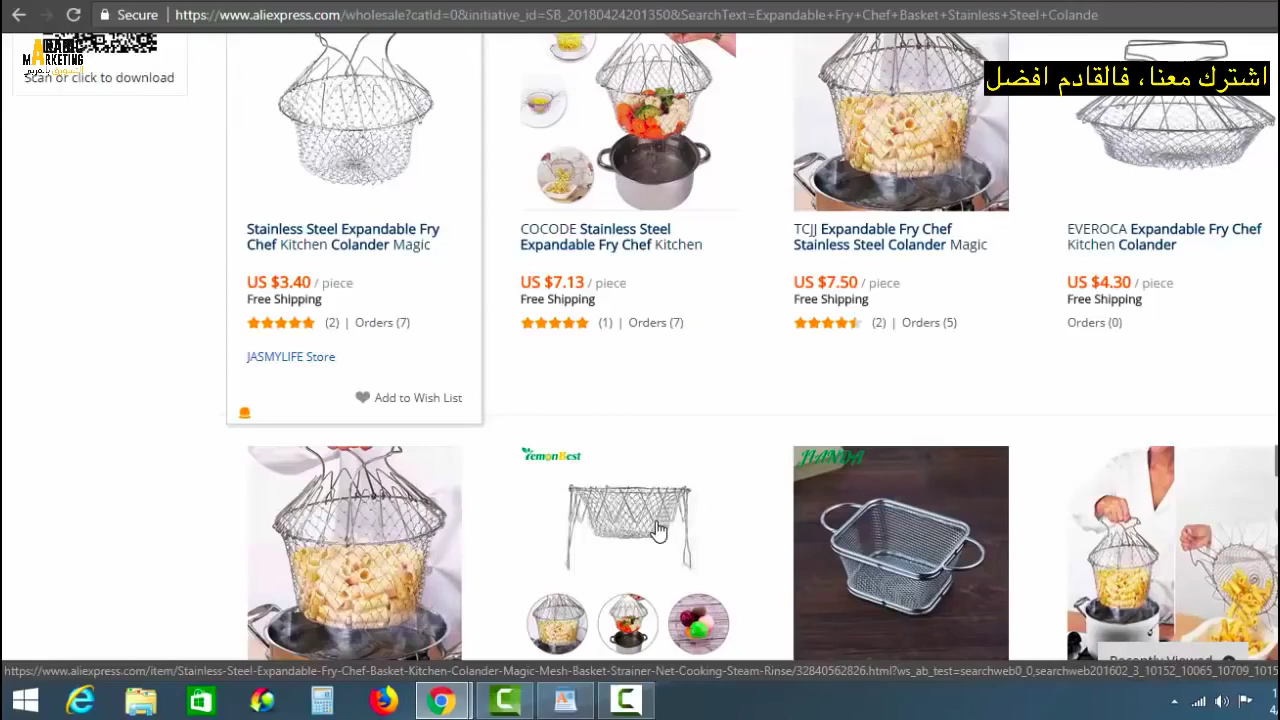 Secure
https://www.aliexpress.com/wholesale?catId=0&initiative_id=SB_20180424201350&SearchText=Expandable+Fry+Chef+Basket+Stainless+Steel+Colande
ARABIC
MARKETING
Scan or click to download
اشترك معنا، فالقادم افضل
Stainless Steel Expandable Fry
Chef Kitchen Colander Magic
US $3.40 / piece
Free Shipping
(2) | Orders (7)
JASMYLIFE Store
Add to Wish List
COCODE Stainless Steel
Expandable Fry Chef Kitchen
US $7.13 / piece
Free Shipping
(1) | Orders (7)
TCJJ Expandable Fry Chef
Stainless Steel Colander Magic
US $7.50 / piece
Free Shipping
(2) | Orders (5)
EVEROCA Expandable Fry Chef
Kitchen Colander
US $4.30 / piece
Free Shipping
Orders (0)
LemonBest
JIANDA
Recently Viewed
https://www.aliexpress.com/item/Stainless-Steel-Expandable-Fry-Chef-Basket-Kitchen-Colander-Magic-Mesh-Basket-Strainer-Net-Cooking-Steam-Rinse/32840562826.html?ws_ab_test=searchweb0_0,searchweb201602_3_10152_10065_10709_1015